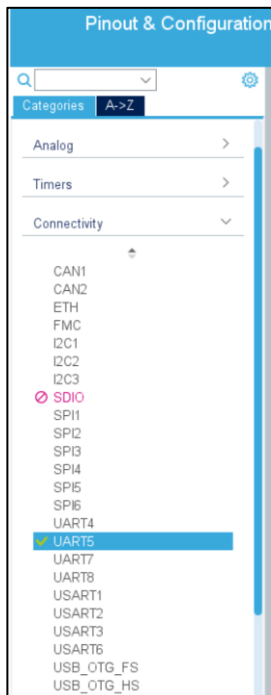 Pinout & Configuration
Categories A->Z
Analog
Timers
Connectivity
CAN1
CAN2
ETH
FMC
I2C1
I2C2
I2C3
SDIO
SPI1
SPI2
SPI3
SPI4
SPI5
SPI6
UART4
UART5
UART7
UART8
USART1
USART2
USART3
USART6
USB_OTG_FS
USB_OTG_HS